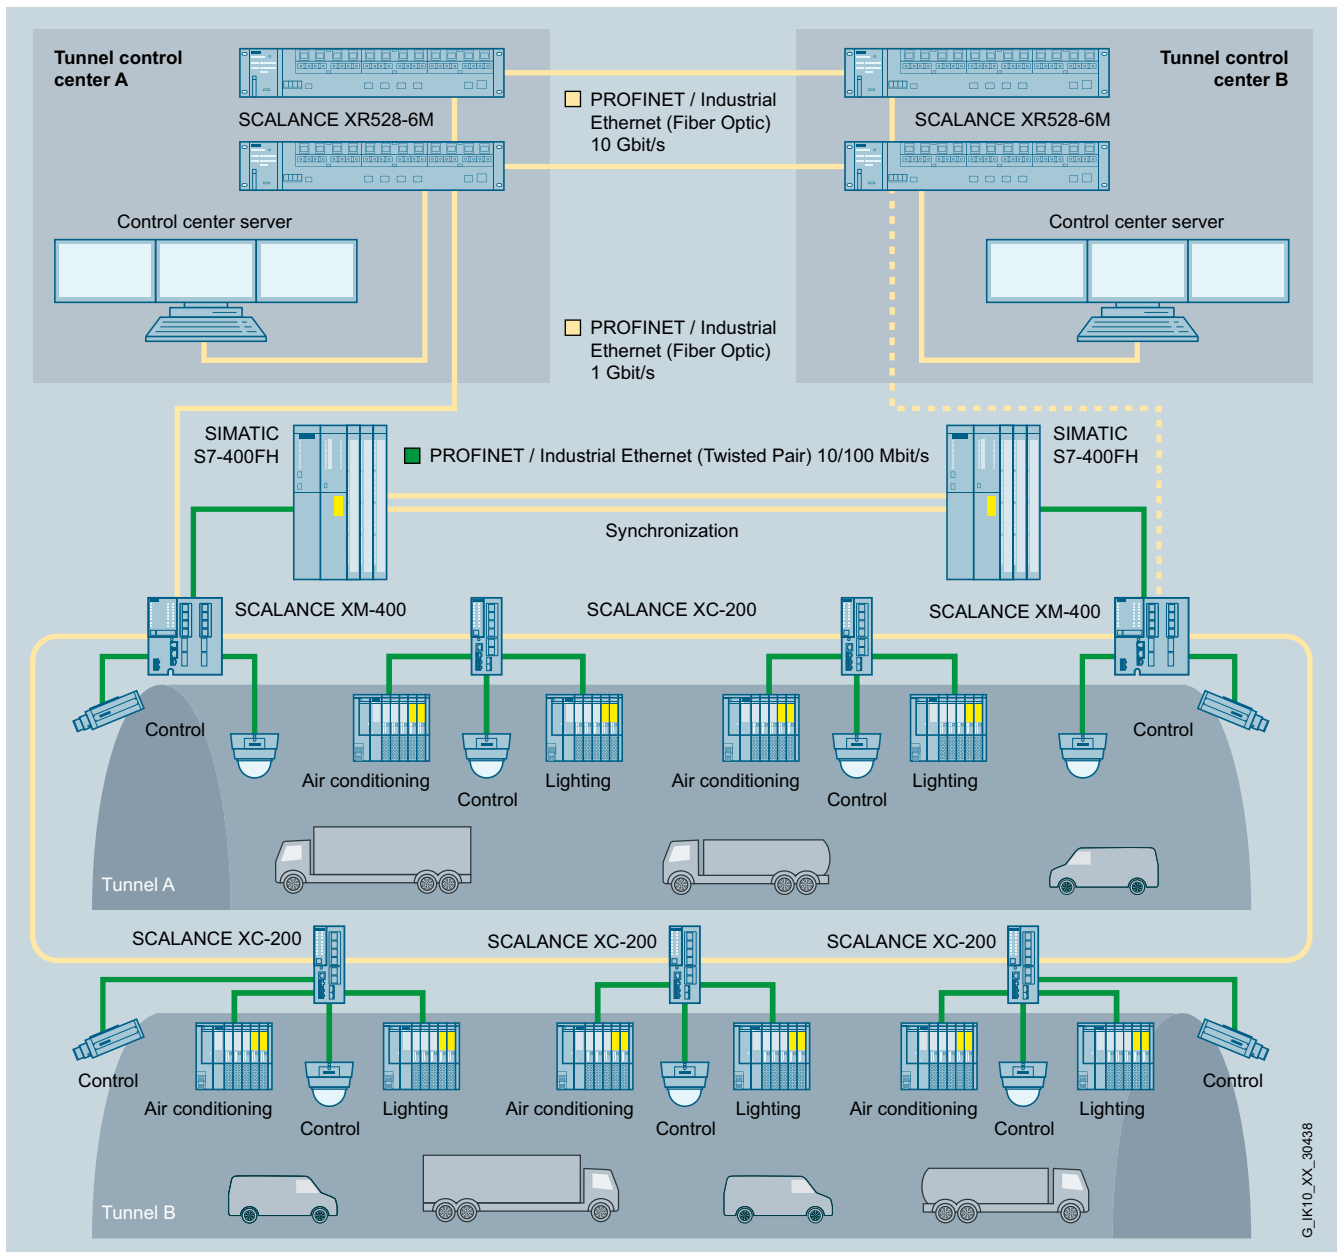 Tunnel control
center A
Tunnel control
center B
SCALANCE XR528-6M
PROFINET / Industrial
Ethernet (Fiber Optic)
10 Gbit/s
SCALANCE XR528-6M
Control center server
Control center server
PROFINET / Industrial
Ethernet (Fiber Optic)
1 Gbit/s
SIMATIC
S7-400FH
PROFINET / Industrial Ethernet (Twisted Pair) 10/100 Mbit/s
SIMATIC
S7-400FH
Synchronization
SCALANCE XM-400
SCALANCE XC-200
SCALANCE XM-400
Control
Control
Air conditioning
Control
Lighting
Air conditioning
Control
Lighting
Tunnel A
SCALANCE XC-200
SCALANCE XC-200
SCALANCE XC-200
Control
Control
Air conditioning
Control
Lighting
Air conditioning
Control
Lighting
Air conditioning
Control
Lighting
Tunnel B
G_IK10_XX_30438